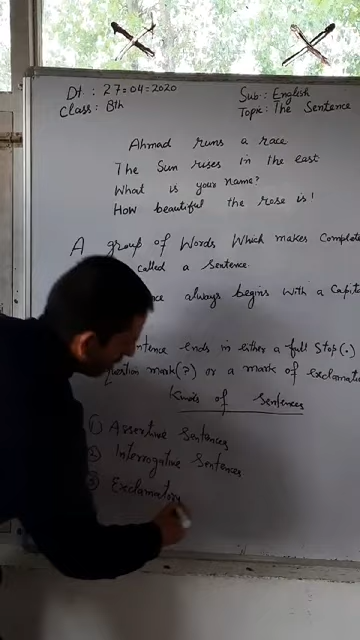 Dt.: 27=04=2020
Class: 8th
Sub:: English
Topic: The Sentence
Ahmad runs a race
The Sun rises in the east
What is your name?
How beautiful the rose is!
A group of Words Which makes Complete
called a Sentence.
always begins with a Capita
ntence ends in either a full Stop(.)
question mark(?) or a mark of exclamati
Kinds of Sentences
① Assertive Sentences
② Interrogative Sentences
③ Exclamatory